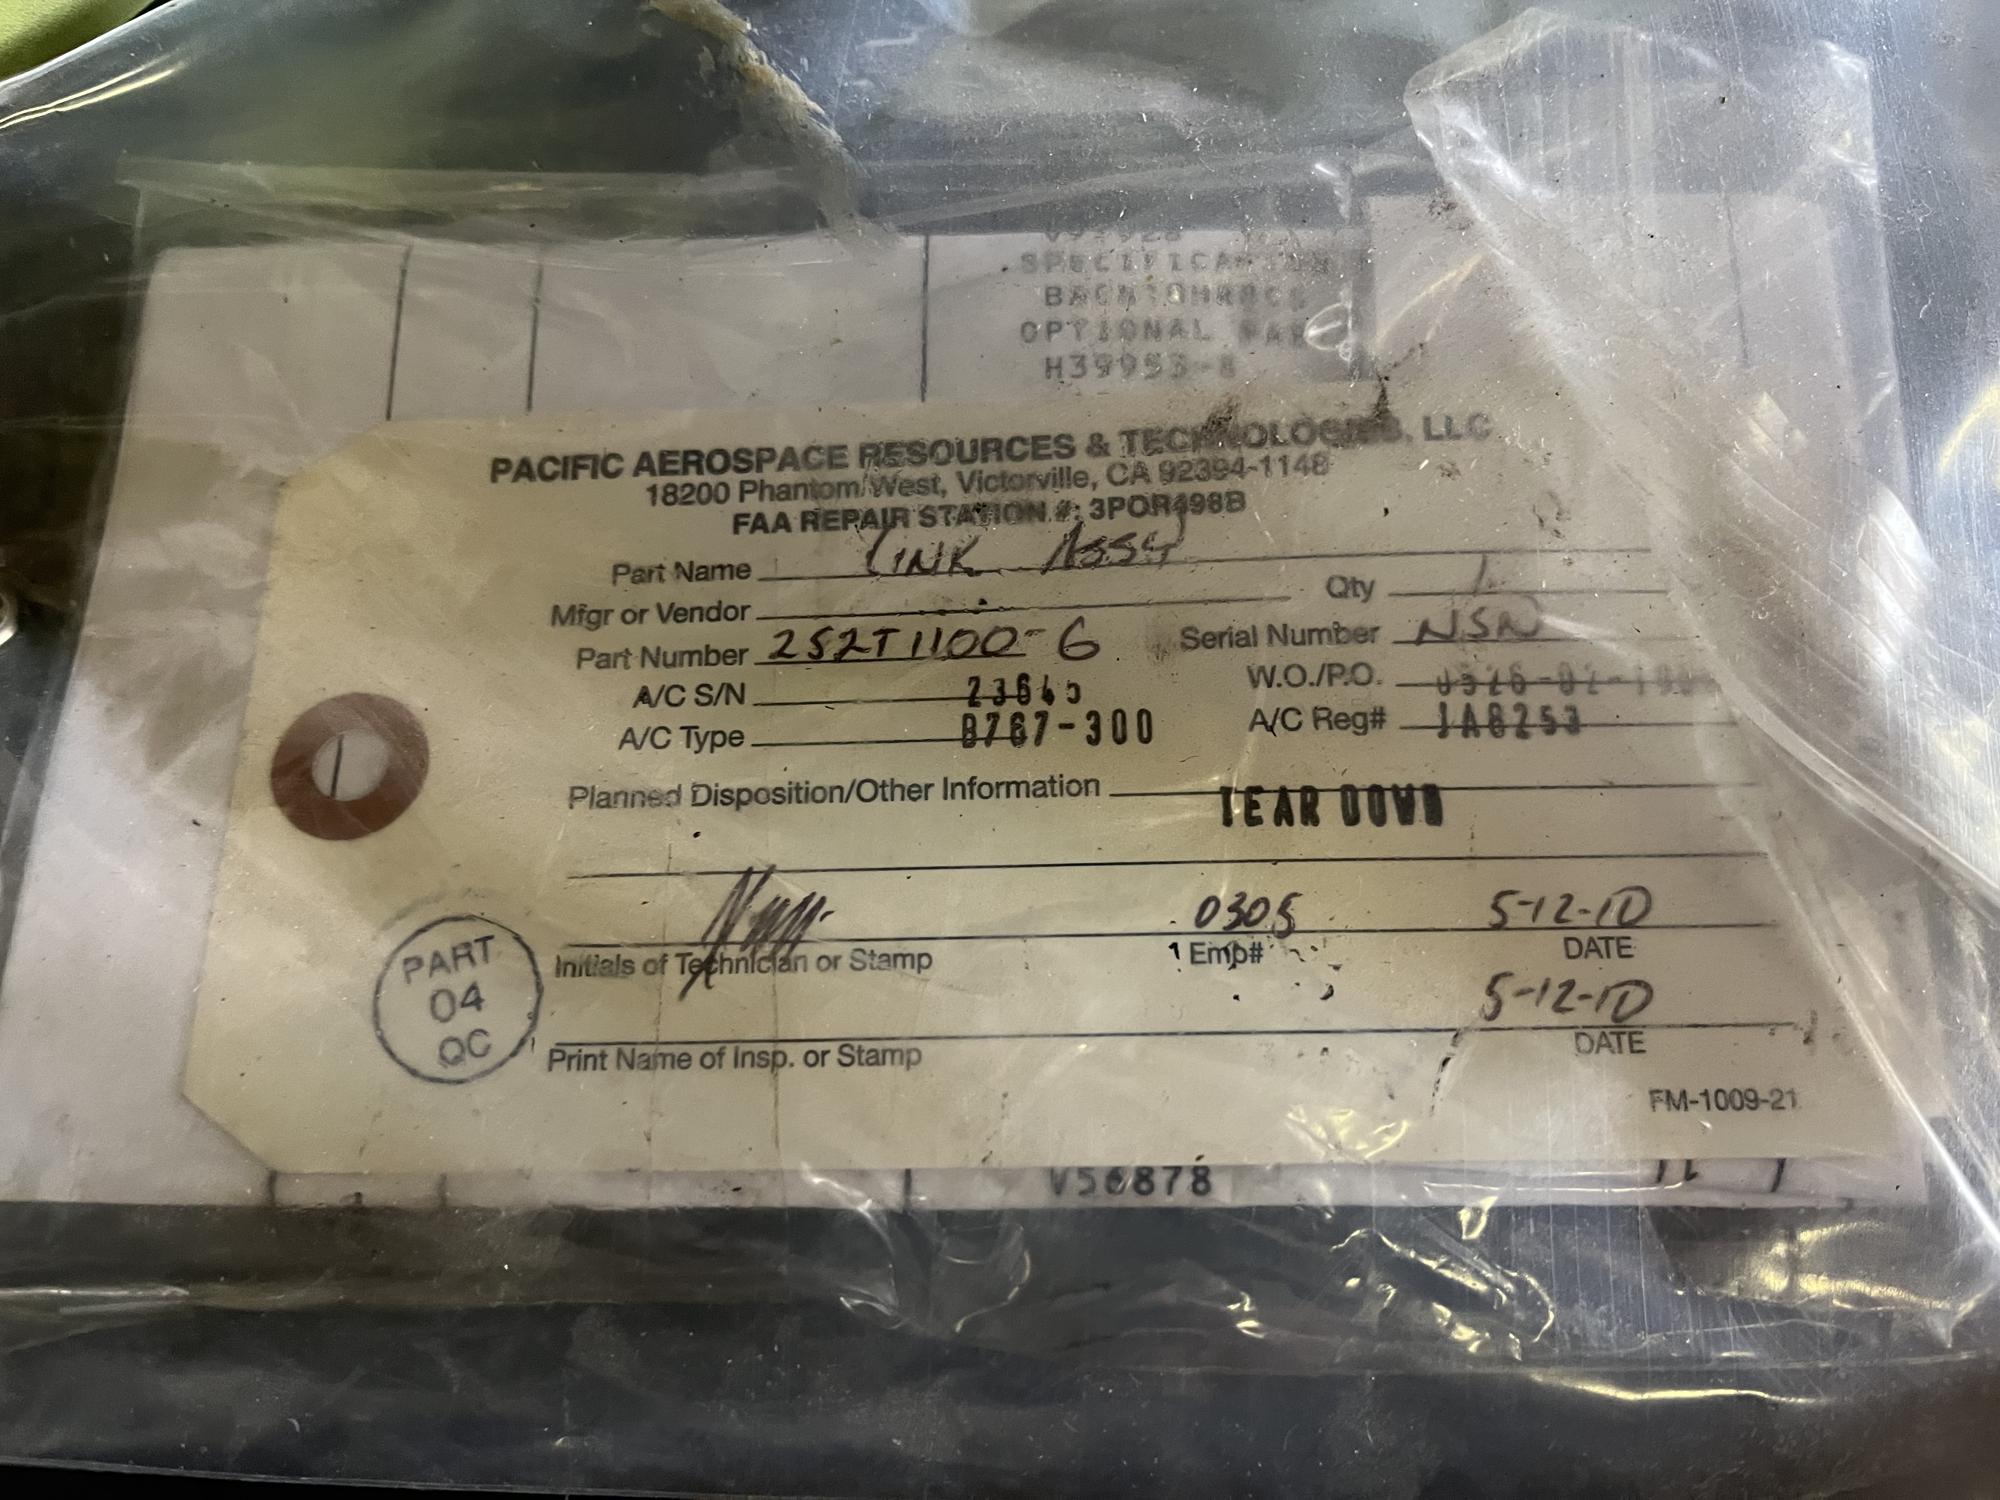 OPTIONAL
H39953-8
PACIFIC AEROSPACE RESOURCES & TECHNOLOGIES, LLC
18200 Phantom West, Victorville, CA 92394-1148
FAA REPAIR STATION #: 3POR498B
Part Name LINK ASSY
Qty 1
Mfgr or Vendor
Part Number 252T1100-6 Serial Number NSN
A/C S/N 23645 W.O./P.O.
A/C Type B767-300 A/C Reg# JA8253
Planned Disposition/Other Information TEAR DOWN
0305 5-12-10
Initials of Technician or Stamp Emp# DATE
PART
04
QC
5-12-10
Print Name of Insp. or Stamp DATE
FM-1009-21
V56878